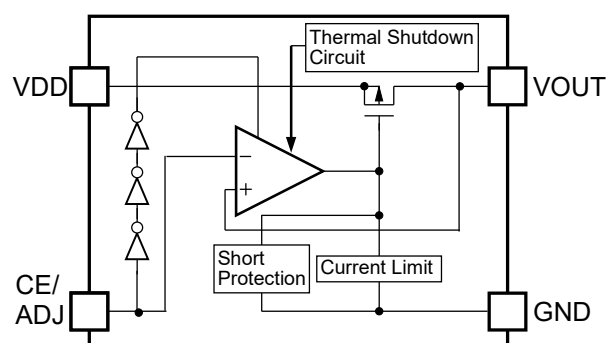 Thermal Shutdown
Circuit
VDD
VOUT
−
+
Short
Protection
Current Limit
CE/
ADJ
GND